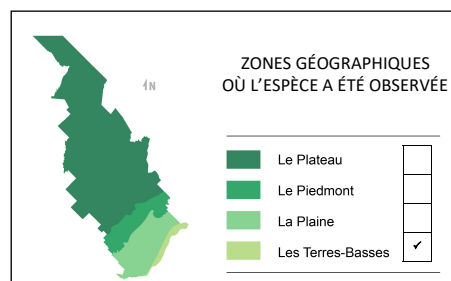 ZONES GÉOGRAPHIQUES
OÙ L'ESPÈCE A ÉTÉ OBSERVÉE
N
Le Plateau
Le Piedmont
La Plaine
Les Terres-Basses ✓